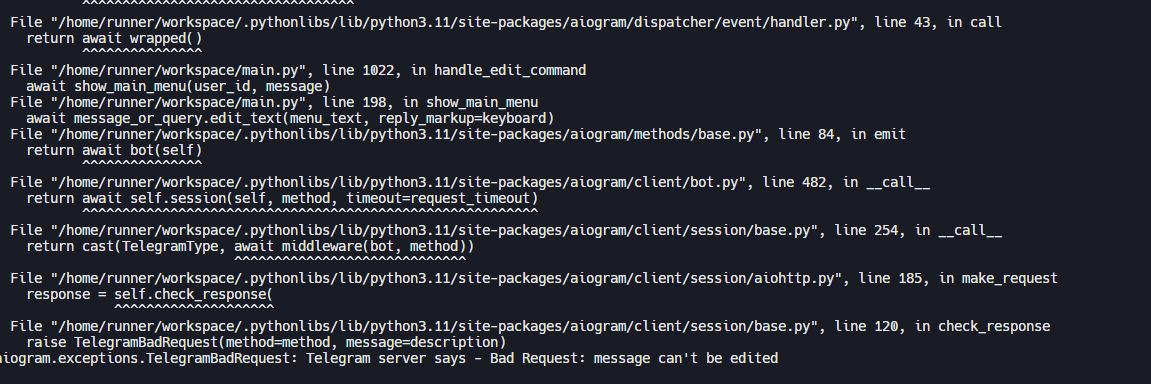 ^^^^^^^^^^^^^^^^^^^^^^^^^^^^^^^^^^
File "/home/runner/workspace/.pythonlibs/lib/python3.11/site-packages/aiogram/dispatcher/event/handler.py", line 43, in call
return await wrapped()
^^^^^^^^^^^^^^^
File "/home/runner/workspace/main.py", line 1022, in handle_edit_command
await show_main_menu(user_id, message)
File "/home/runner/workspace/main.py", line 198, in show_main_menu
await message_or_query.edit_text(menu_text, reply_markup=keyboard)
File "/home/runner/workspace/.pythonlibs/lib/python3.11/site-packages/aiogram/methods/base.py", line 84, in emit
return await bot(self)
^^^^^^^^^^^^^^^
File "/home/runner/workspace/.pythonlibs/lib/python3.11/site-packages/aiogram/client/bot.py", line 482, in __call__
return await self.session(self, method, timeout=request_timeout)
^^^^^^^^^^^^^^^^^^^^^^^^^^^^^^^^^^^^^^^^^^^^^^^^^^^^^^^^^
File "/home/runner/workspace/.pythonlibs/lib/python3.11/site-packages/aiogram/client/session/base.py", line 254, in __call__
return cast(TelegramType, await middleware(bot, method))
^^^^^^^^^^^^^^^^^^^^^^^^^^^^^
File "/home/runner/workspace/.pythonlibs/lib/python3.11/site-packages/aiogram/client/session/aiohttp.py", line 185, in make_request
response = self.check_response(
^^^^^^^^^^^^^^^^^^^^
File "/home/runner/workspace/.pythonlibs/lib/python3.11/site-packages/aiogram/client/session/base.py", line 120, in check_response
raise TelegramBadRequest(method=method, message=description)
aiogram.exceptions.TelegramBadRequest: Telegram server says - Bad Request: message can't be edited